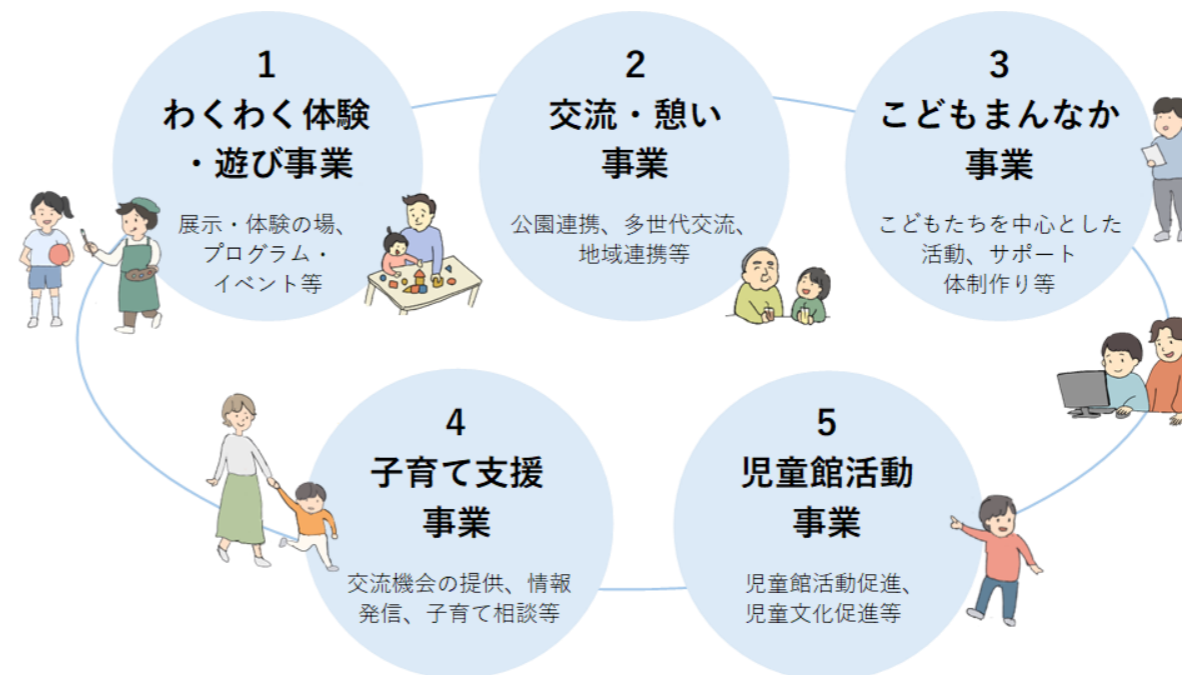 1
わくわく体験
・遊び事業
展示・体験の場、
プログラム・
イベント等
2
交流・憩い
事業
公園連携、多世代交流、
地域連携等
3
こどもまんなか
事業
こどもたちを中心とした
活動、サポート
体制作り等
4
子育て支援
事業
交流機会の提供、情報
発信、子育て相談等
5
児童館活動
事業
児童館活動促進、
児童文化促進等